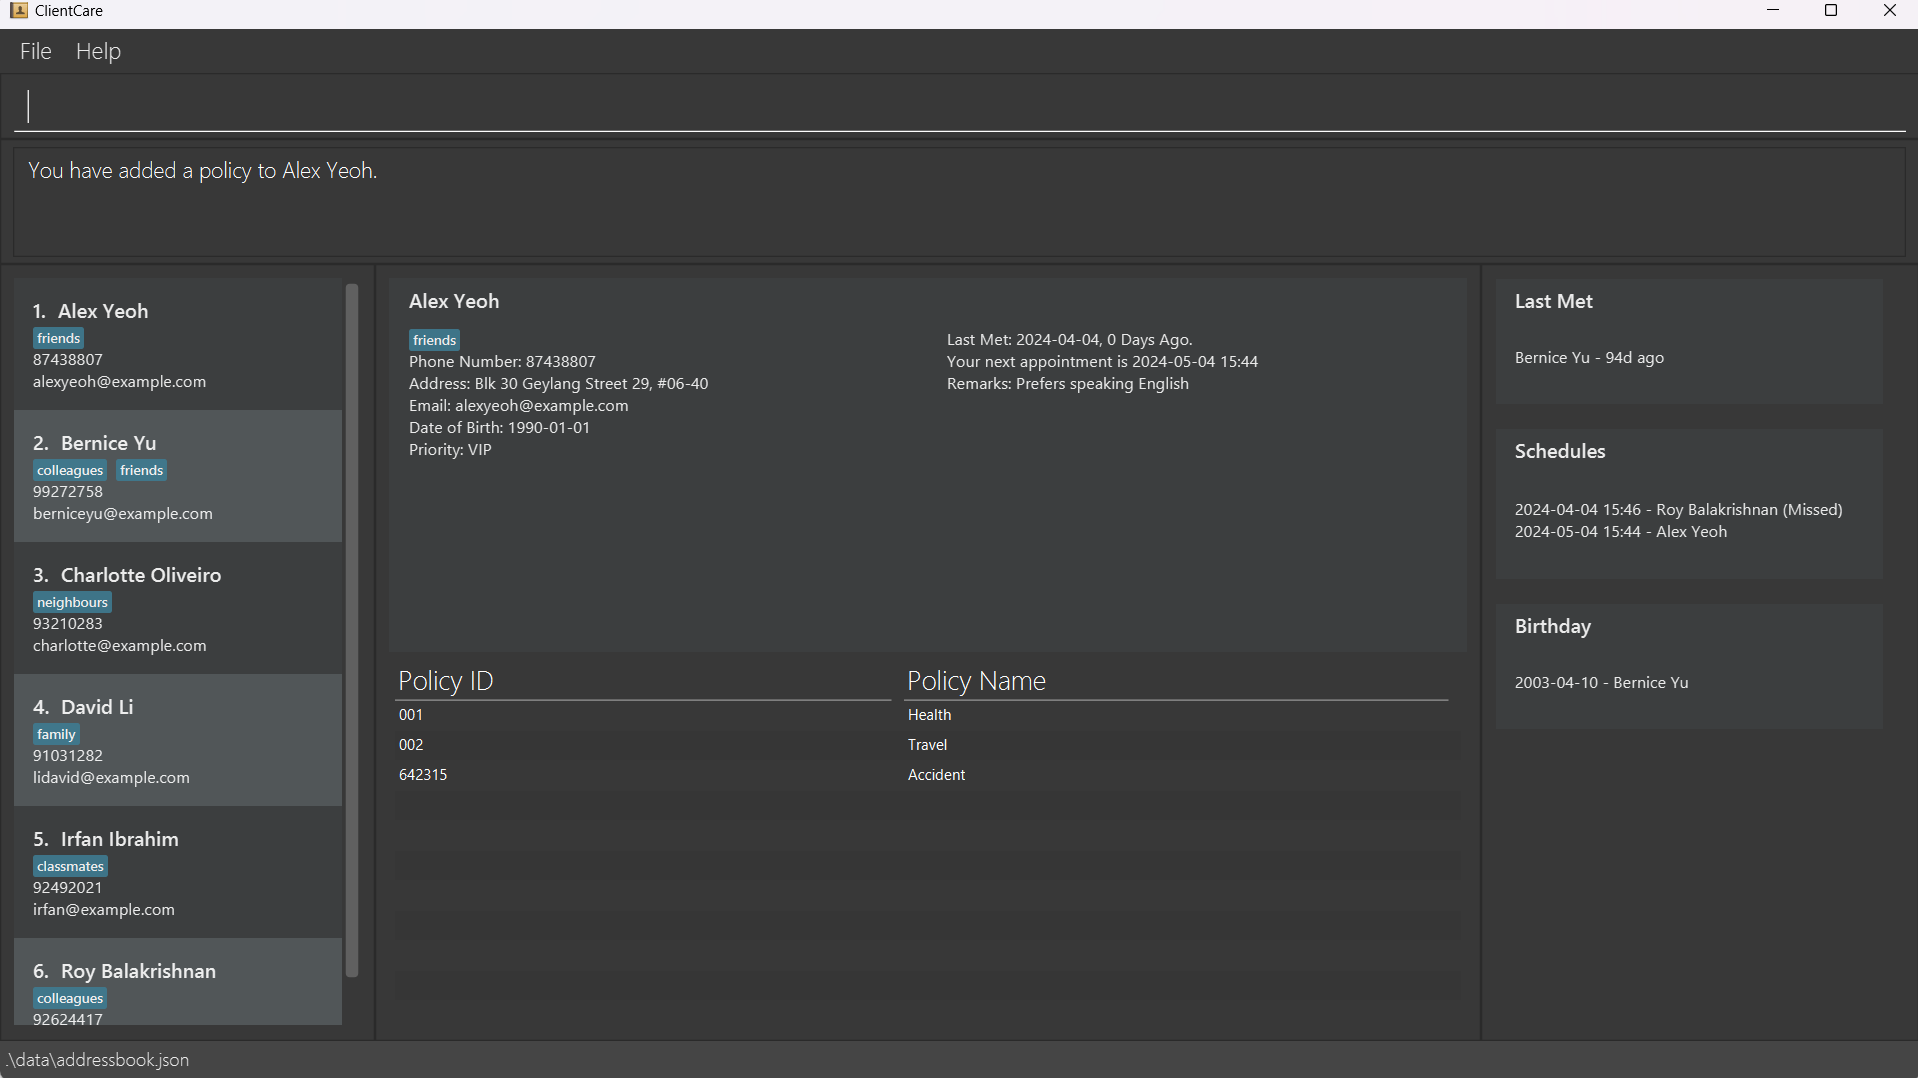 ClientCare
File Help
You have added a policy to Alex Yeoh.
1. Alex Yeoh
friends
87438807
alexyeoh@example.com
2. Bernice Yu
colleagues friends
99272758
berniceyu@example.com
3. Charlotte Oliveiro
neighbours
93210283
charlotte@example.com
4. David Li
family
91031282
lidavid@example.com
5. Irfan Ibrahim
classmates
92492021
irfan@example.com
6. Roy Balakrishnan
colleagues
92624417
Alex Yeoh
friends
Phone Number: 87438807
Address: Blk 30 Geylang Street 29, #06-40
Email: alexyeoh@example.com
Date of Birth: 1990-01-01
Priority: VIP
Last Met: 2024-04-04, 0 Days Ago.
Your next appointment is 2024-05-04 15:44
Remarks: Prefers speaking English
Policy ID Policy Name
001 Health
002 Travel
642315 Accident
Last Met
Bernice Yu - 94d ago
Schedules
2024-04-04 15:46 - Roy Balakrishnan (Missed)
2024-05-04 15:44 - Alex Yeoh
Birthday
2003-04-10 - Bernice Yu
.\data\addressbook.json